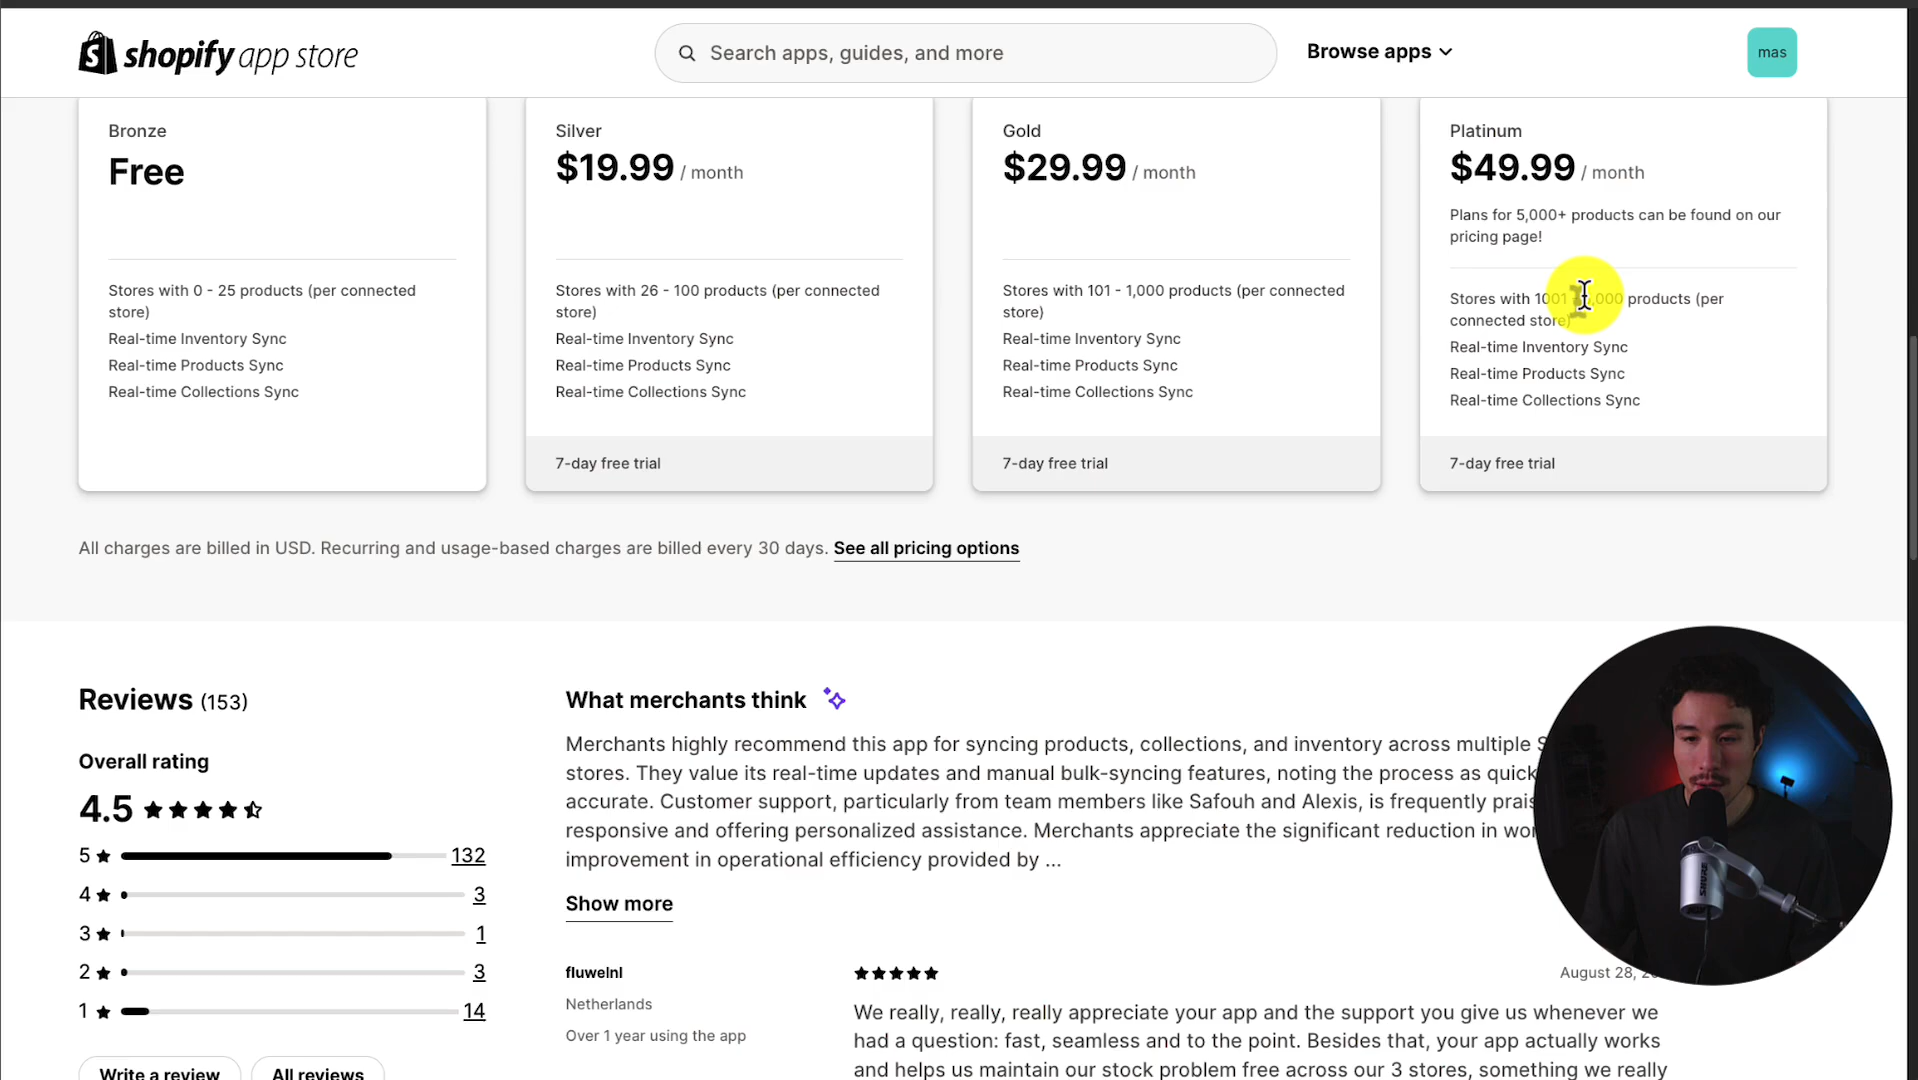 shopify app store
Search apps, guides, and more
Browse apps
mas
Bronze
Free
Stores with 0 - 25 products (per connected
store)
Real-time Inventory Sync
Real-time Products Sync
Real-time Collections Sync
Silver
$19.99 / month
Stores with 26 - 100 products (per connected
store)
Real-time Inventory Sync
Real-time Products Sync
Real-time Collections Sync
7-day free trial
Gold
$29.99 / month
Stores with 101 - 1,000 products (per connected
store)
Real-time Inventory Sync
Real-time Products Sync
Real-time Collections Sync
7-day free trial
Platinum
$49.99 / month
Plans for 5,000+ products can be found on our
pricing page!
Stores with 1001 products (per
connected store)
Real-time Inventory Sync
Real-time Products Sync
Real-time Collections Sync
7-day free trial
All charges are billed in USD. Recurring and usage-based charges are billed every 30 days. See all pricing options
Reviews (153)
Overall rating
4.5
5 132
4 3
3 1
2 3
1 14
Write a review
All reviews
What merchants think
Merchants highly recommend this app for syncing products, collections, and inventory across multiple
stores. They value its real-time updates and manual bulk-syncing features, noting the process as quick
accurate. Customer support, particularly from team members like Safouh and Alexis, is frequently
responsive and offering personalized assistance. Merchants appreciate the significant reduction in
improvement in operational efficiency provided by ...
Show more
fluwelnl
Netherlands
Over 1 year using the app
August 28,
We really, really, really appreciate your app and the support you give us whenever we
had a question: fast, seamless and to the point. Besides that, your app actually works
and helps us maintain our stock problem free across our 3 stores, something we really